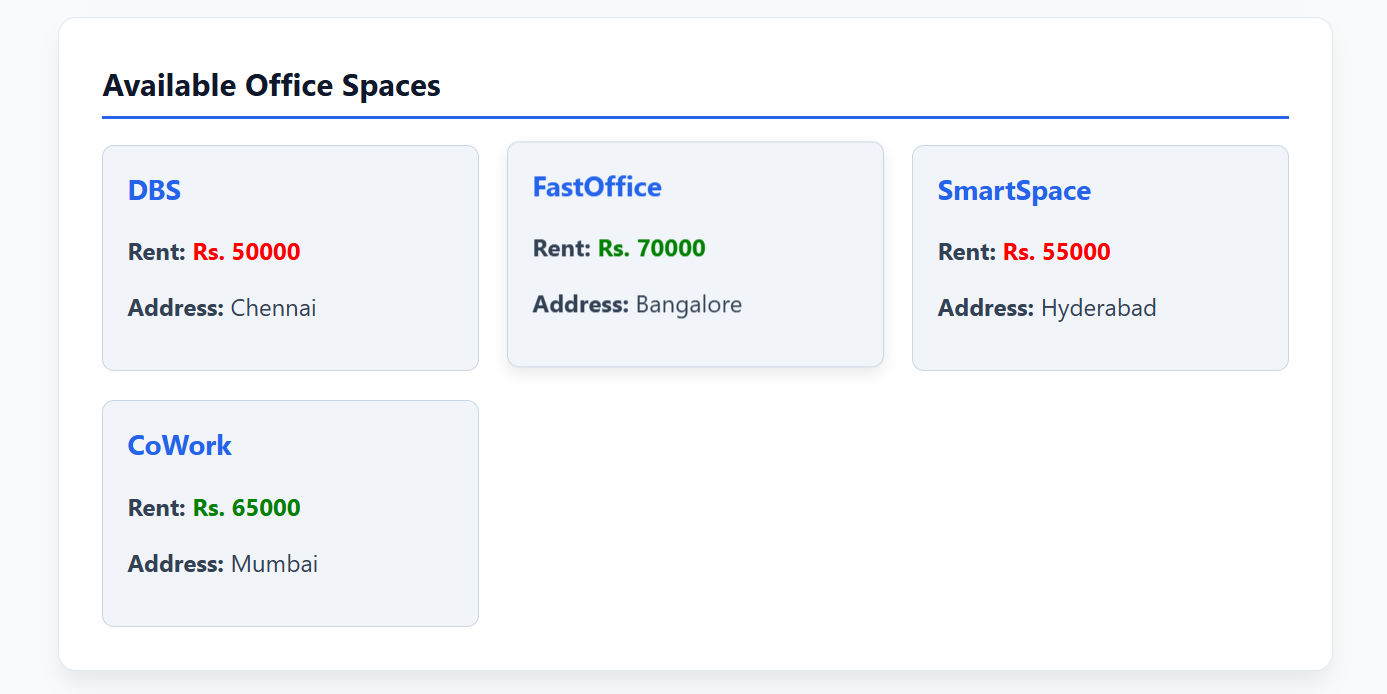 Available Office Spaces
DBS
Rent: Rs. 50000
Address: Chennai
FastOffice
Rent: Rs. 70000
Address: Bangalore
SmartSpace
Rent: Rs. 55000
Address: Hyderabad
CoWork
Rent: Rs. 65000
Address: Mumbai